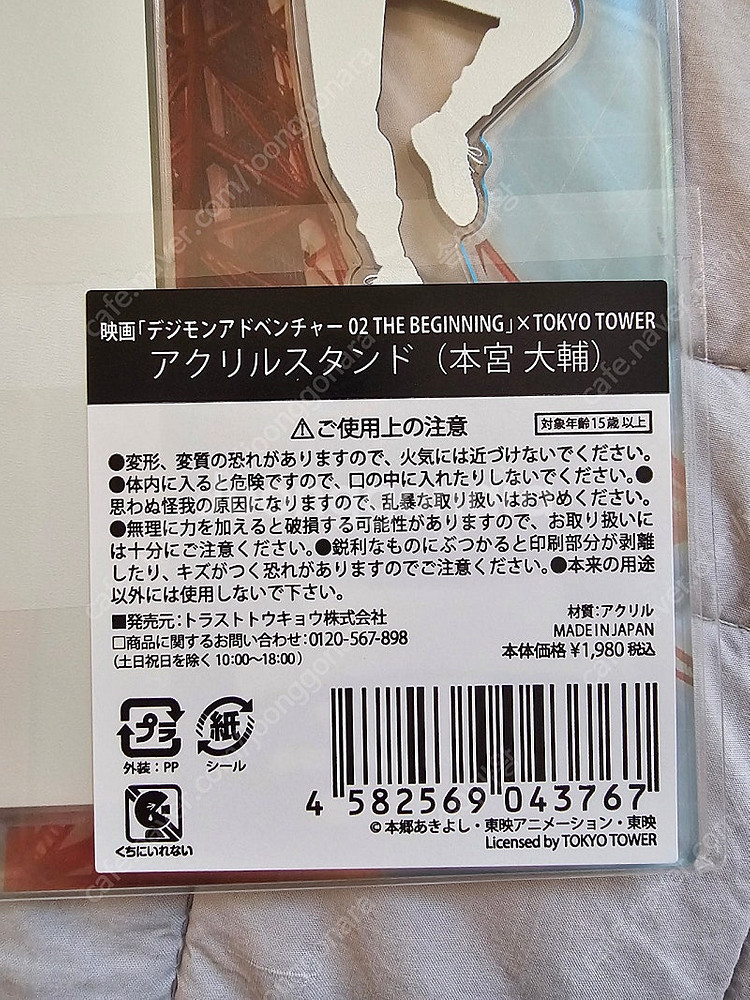 映画「デジモンアドベンチャー 02 THE BEGINNING」×TOKYO TOWER
アクリルスタンド（本宮 大輔）
⚠ご使用上の注意
対象年齢15歳以上
●変形、変質の恐れがありますので、火気には近づけないでください。
●体内に入ると危険ですので、口の中に入れたりしないでください。●
思わぬ怪我の原因になりますので、乱暴な取り扱いはおやめください。
●無理に力を加えると破損する可能性がありますので、お取り扱いに
は十分にご注意ください。●鋭利なものにぶつかると印刷部分が剥離
したり、キズがつく恐れがありますのでご注意ください。●本来の用途
以外には使用しないで下さい。
■発売元：トラストトウキョウ株式会社
□商品に関するお問い合わせ：0120-567-898
（土日祝日を除く 10:00〜18:00）
材質：アクリル
MADE IN JAPAN
本体価格 ¥1,980 税込
プラ
外装：PP
紙
シール
くちにいれない
4 582569 043767
© 本郷あきよし・東映アニメーション・東映
Licensed by TOKYO TOWER
cafe.naver.com/joonggonara